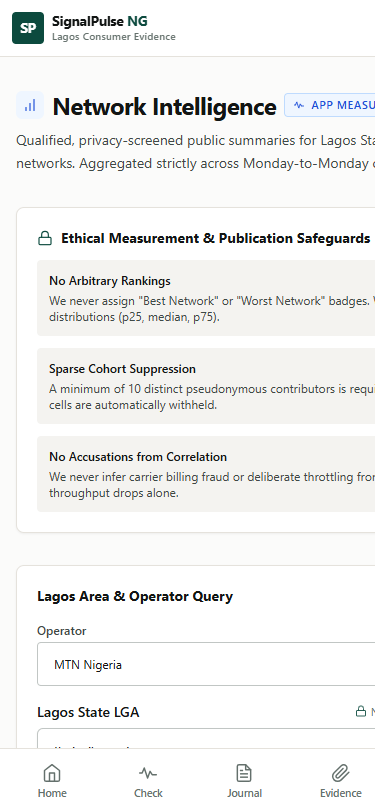 SP
SignalPulse NG
Lagos Consumer Evidence
Network Intelligence
APP
Qualified, privacy-screened public summaries for Lagos
networks. Aggregated strictly across Monday-to-Monday
Ethical Measurement & Publication Safeguards
No Arbitrary Rankings
We never assign "Best Network" or "Worst Network" badges.
distributions (p25, median, p75).
Sparse Cohort Suppression
A minimum of 10 distinct pseudonymous contributors is
cells are automatically withheld.
No Accusations from Correlation
We never infer carrier billing fraud or deliberate throttling
throughput drops alone.
Lagos Area & Operator Query
Operator
MTN Nigeria
Lagos State LGA
Home
Check
Journal
Evidence